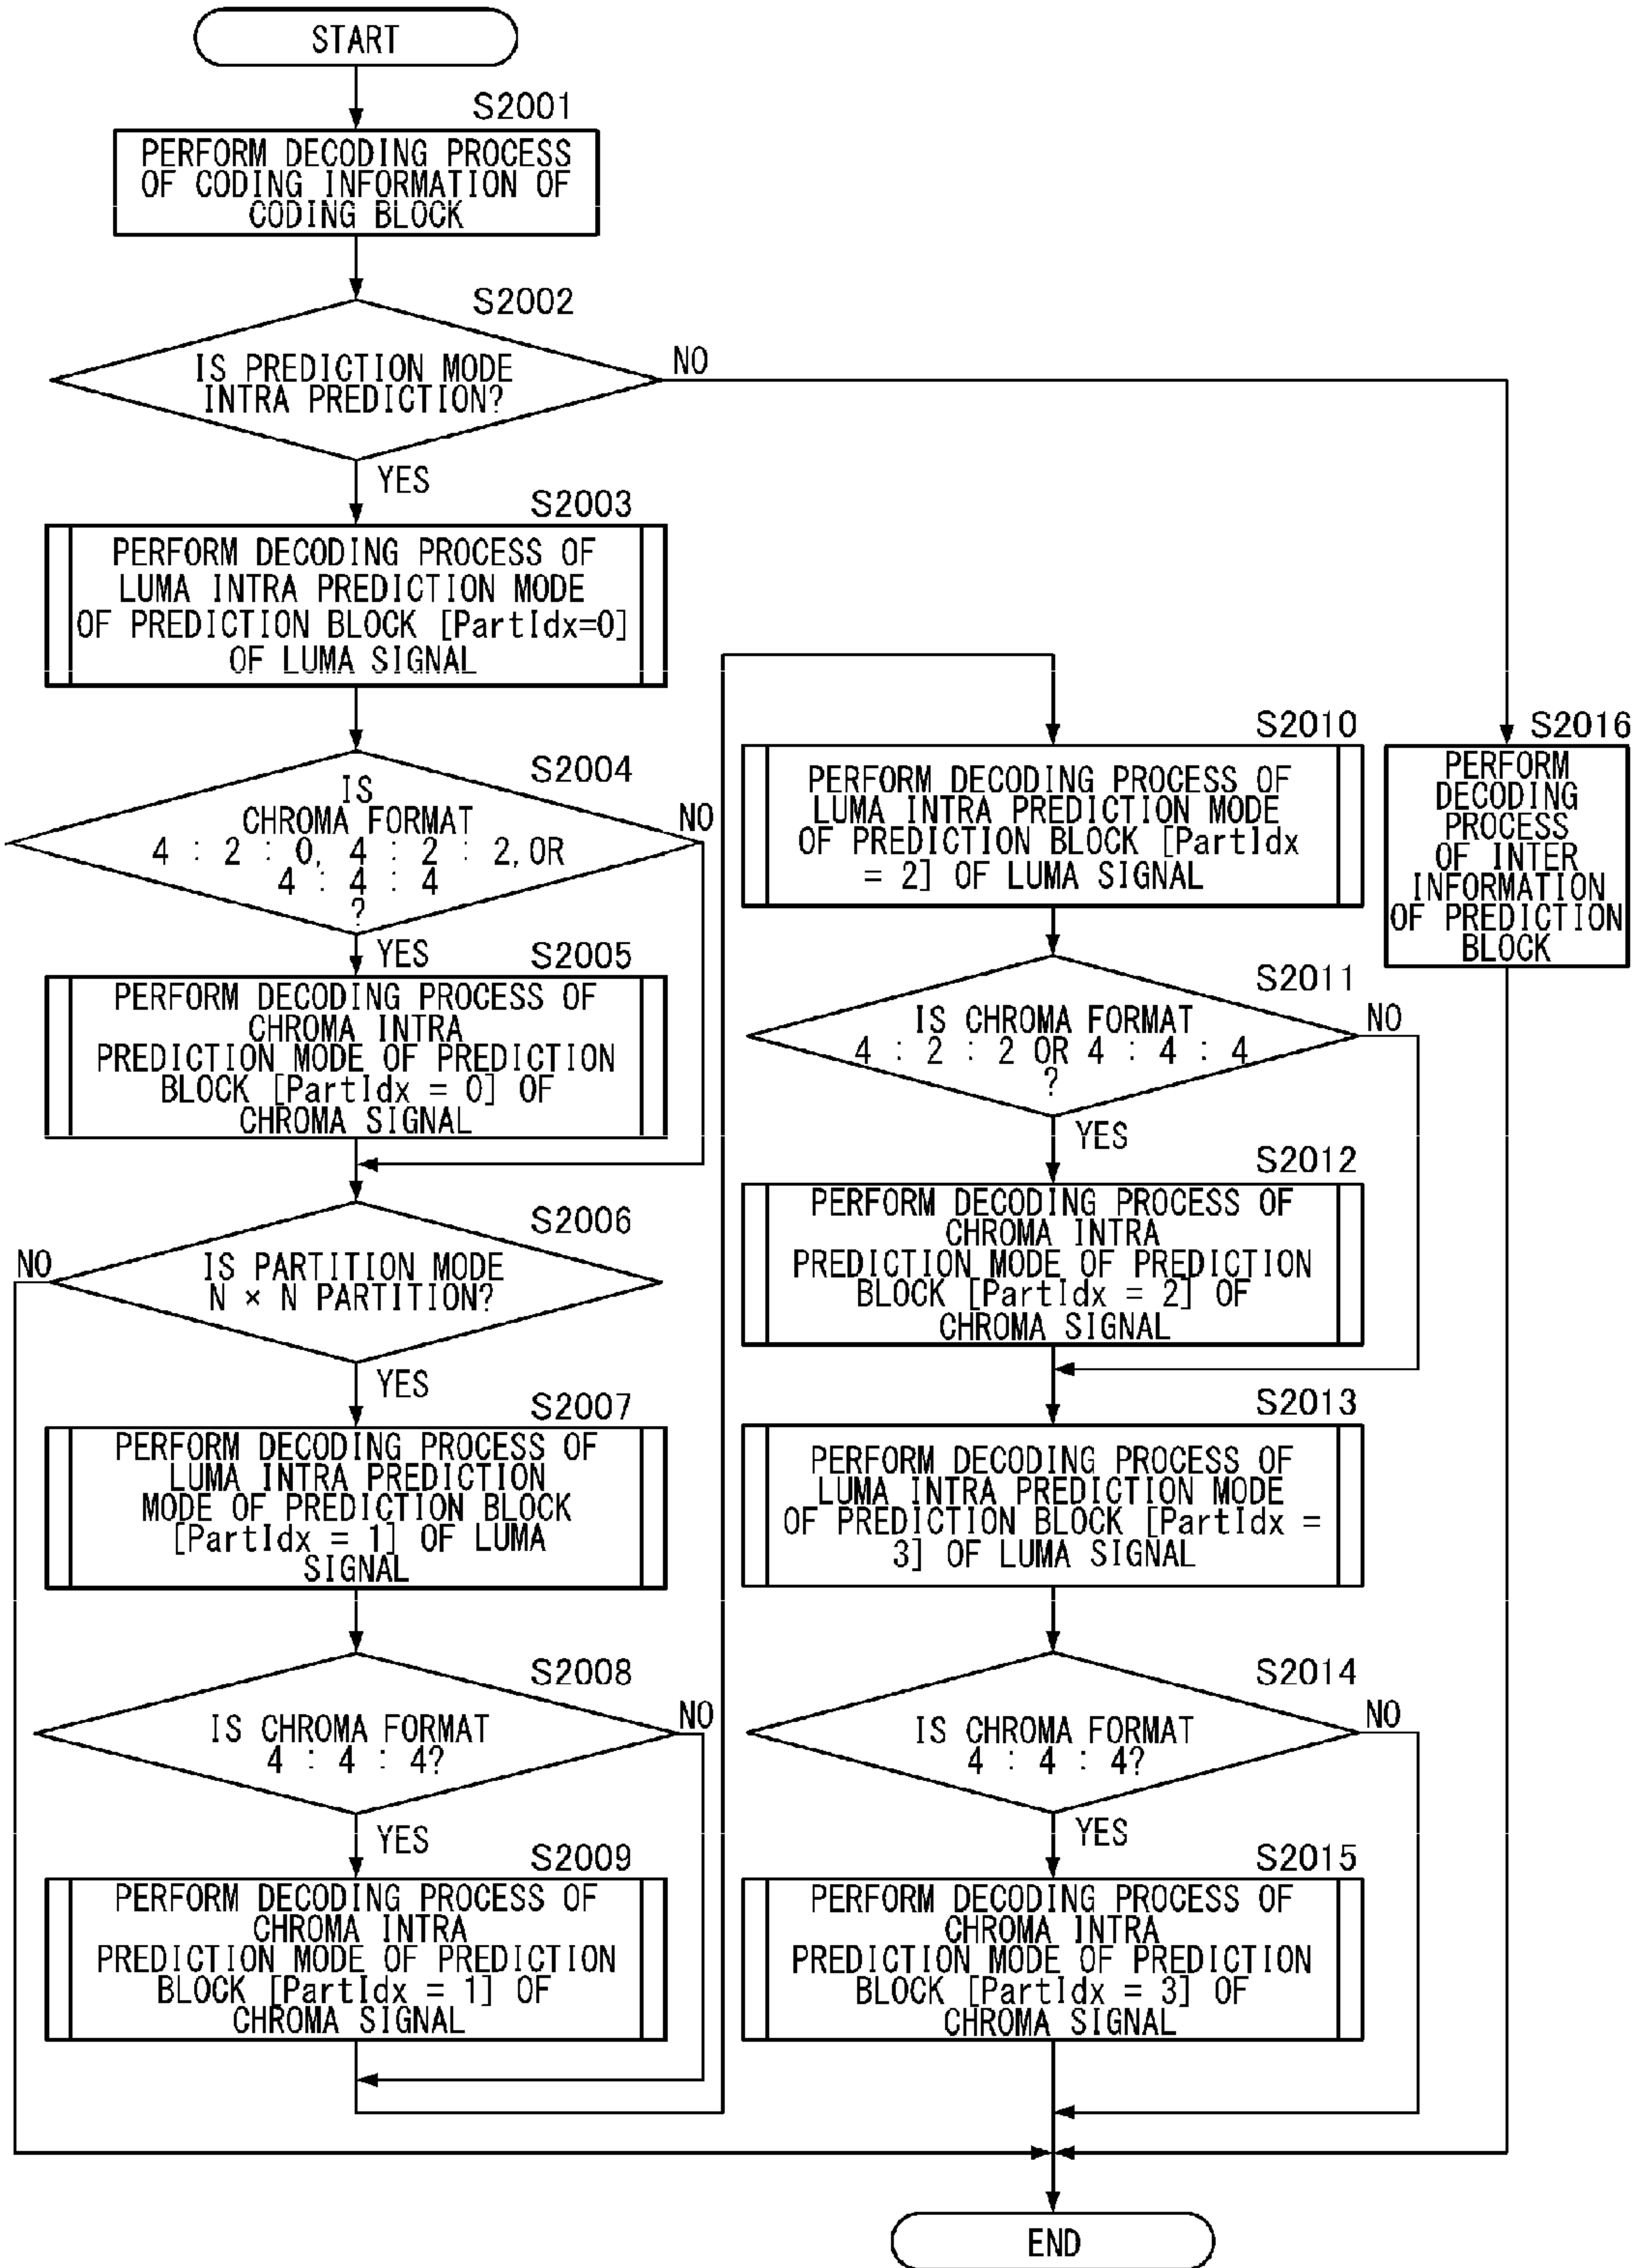 START
S2001
PERFORM DECODING PROCESS
OF CODING INFORMATION OF
CODING BLOCK
S2002
IS PREDICTION MODE
INTRA PREDICTION?
NO
YES
S2003
PERFORM DECODING PROCESS OF
LUMA INTRA PREDICTION MODE
OF PREDICTION BLOCK [PartIdx=0]
OF LUMA SIGNAL
S2004
IS
CHROMA FORMAT
4 : 2 : 0, 4 : 2 : 2, OR
4 : 4 : 4
?
NO
YES
S2005
PERFORM DECODING PROCESS OF
CHROMA INTRA
PREDICTION MODE OF PREDICTION
BLOCK [PartIdx = 0] OF
CHROMA SIGNAL
S2006
NO
IS PARTITION MODE
N × N PARTITION?
YES
S2007
PERFORM DECODING PROCESS OF
LUMA INTRA PREDICTION
MODE OF PREDICTION BLOCK
[PartIdx = 1] OF LUMA
SIGNAL
S2008
IS CHROMA FORMAT
4 : 4 : 4?
NO
YES
S2009
PERFORM DECODING PROCESS OF
CHROMA INTRA
PREDICTION MODE OF PREDICTION
BLOCK [PartIdx = 1] OF
CHROMA SIGNAL
S2010
PERFORM DECODING PROCESS OF
LUMA INTRA PREDICTION MODE
OF PREDICTION BLOCK [PartIdx
= 2] OF LUMA SIGNAL
S2011
IS CHROMA FORMAT
4 : 2 : 2 OR 4 : 4 : 4
?
NO
YES
S2012
PERFORM DECODING PROCESS OF
CHROMA INTRA
PREDICTION MODE OF PREDICTION
BLOCK [PartIdx = 2] OF
CHROMA SIGNAL
S2013
PERFORM DECODING PROCESS OF
LUMA INTRA PREDICTION MODE
OF PREDICTION BLOCK [PartIdx =
3] OF LUMA SIGNAL
S2014
IS CHROMA FORMAT
4 : 4 : 4?
NO
YES
S2015
PERFORM DECODING PROCESS OF
CHROMA INTRA
PREDICTION MODE OF PREDICTION
BLOCK [PartIdx = 3] OF
CHROMA SIGNAL
S2016
PERFORM
DECODING
PROCESS
OF INTER
INFORMATION
OF PREDICTION
BLOCK
END